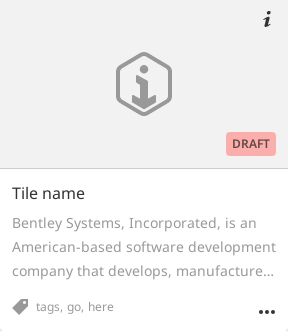 DRAFT
Tile name
Bentley Systems, Incorporated, is an
American-based software development
company that develops, manufacture...
tags, go, here